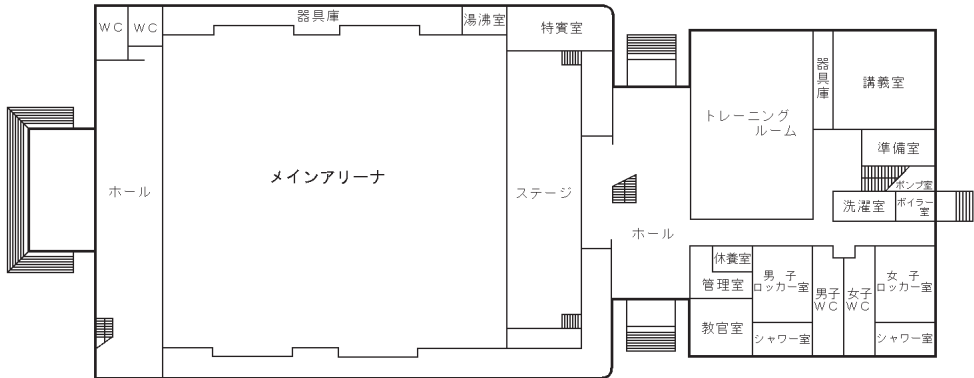 器具庫
湯沸室
特賓室
ＷＣ
ＷＣ
器具庫
講義室
トレーニング
ルーム
準備室
メインアリーナ
ホール
ステージ
ポンプ室
洗濯室
ボイラー
室
ホール
休養室
管理室
男　子
ロッカー室
男子
ＷＣ
女子
ＷＣ
女　子
ロッカー室
教官室
シャワー室
シャワー室